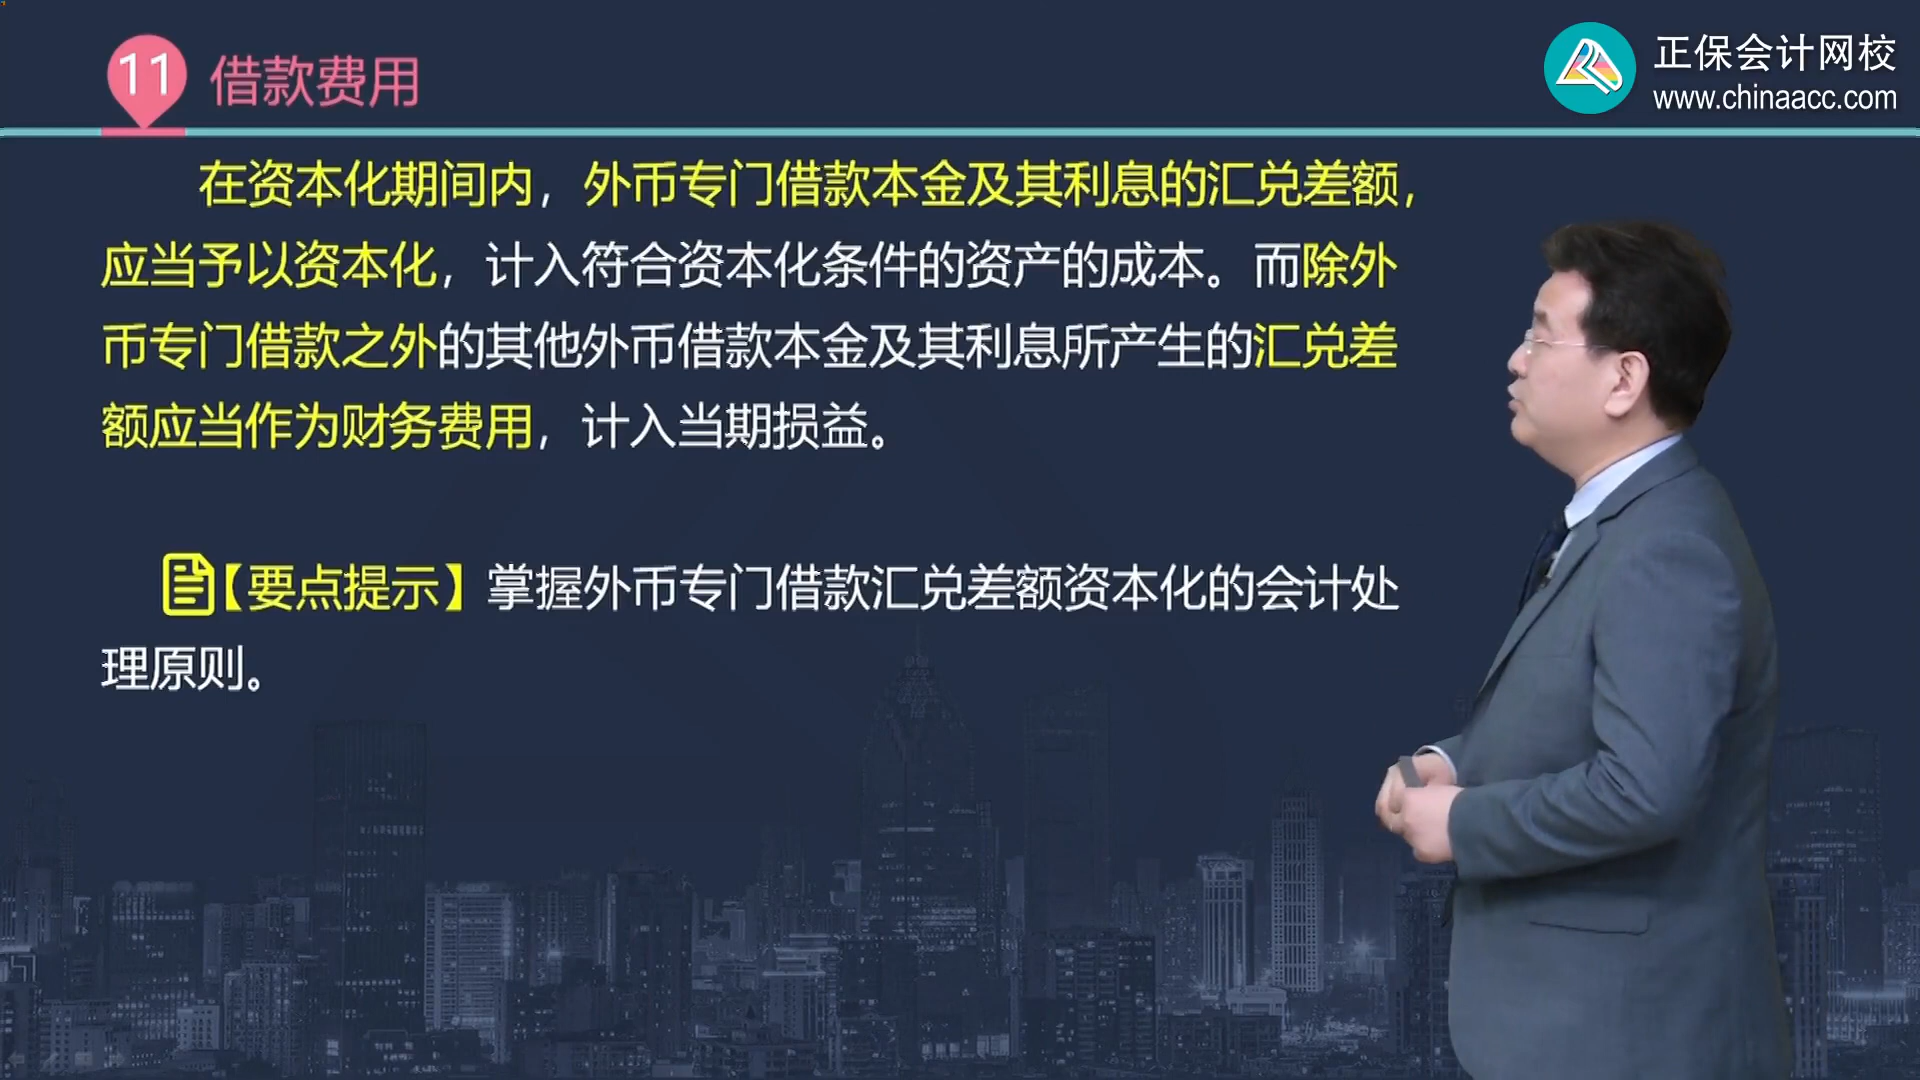 11 借款费用
正保会计网校
www.chinaacc.com
在资本化期间内，外币专门借款本金及其利息的汇兑差额，
应当予以资本化，计入符合资本化条件的资产的成本。而除外
币专门借款之外的其他外币借款本金及其利息所产生的汇兑差
额应当作为财务费用，计入当期损益。
【要点提示】掌握外币专门借款汇兑差额资本化的会计处
理原则。